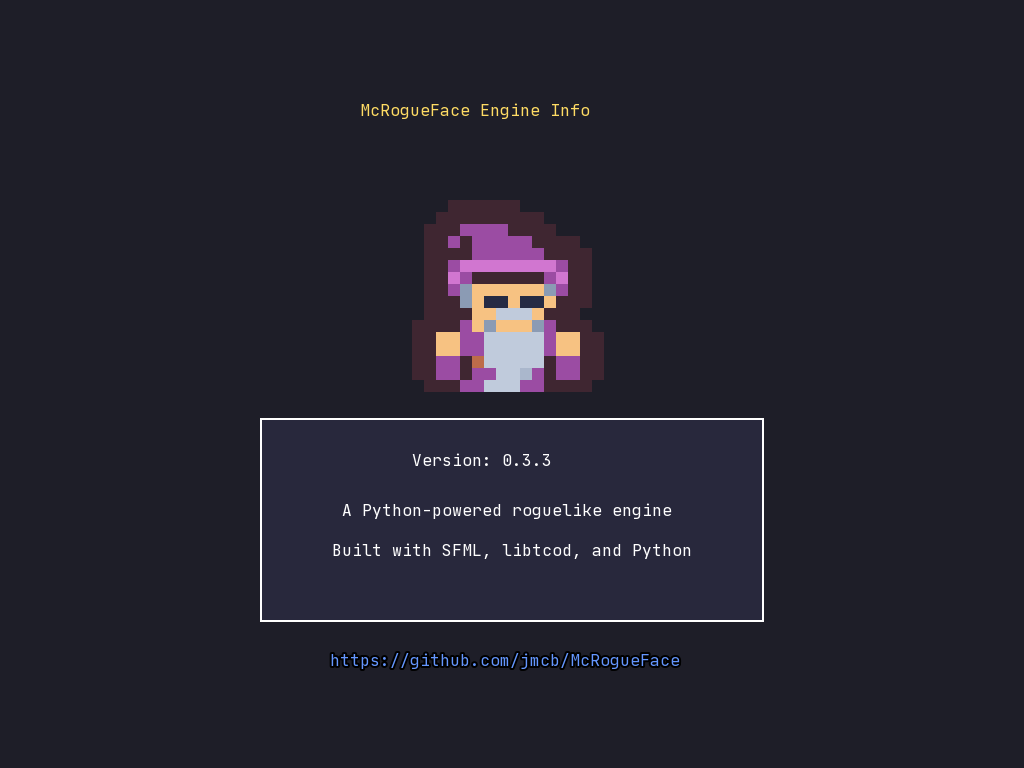 McRogueFace Engine Info
Version: 0.3.3
A Python-powered roguelike engine
Built with SFML, libtcod, and Python
https://github.com/jmcb/McRogueFace